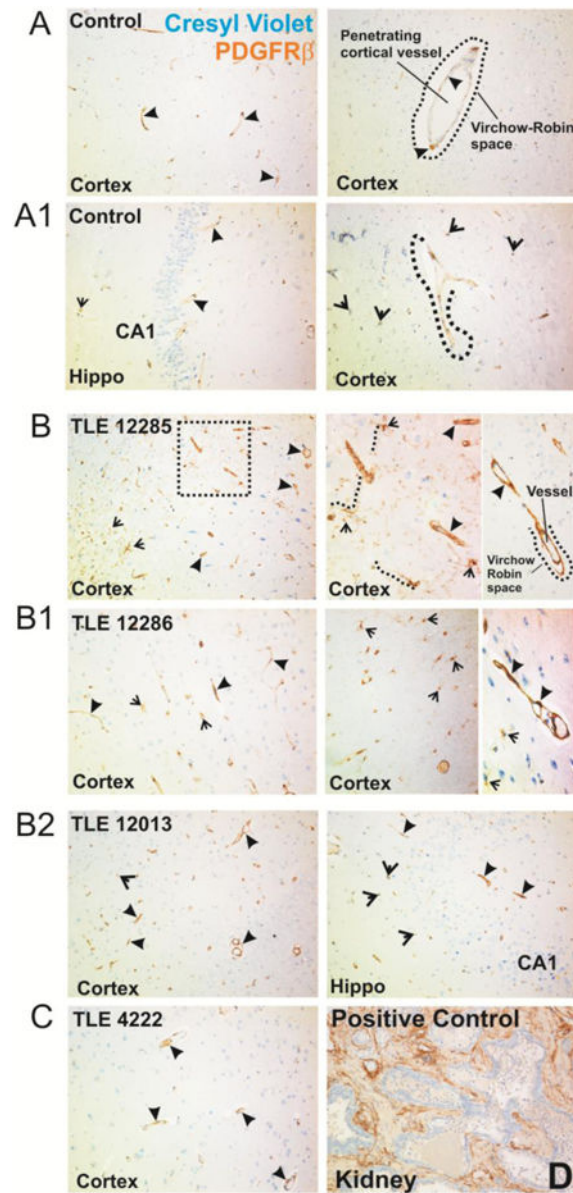 A
Control
Cresyl Violet
PDGFRβ
Cortex
Penetrating
cortical vessel
Virchow-Robin
space
Cortex
A1
Control
CA1
Hippo
Cortex
B
TLE 12285
Cortex
Cortex
Vessel
Virchow
Robin
space
B1
TLE 12286
Cortex
Cortex
B2
TLE 12013
Cortex
Hippo
CA1
C
TLE 4222
Cortex
Positive Control
Kidney
D